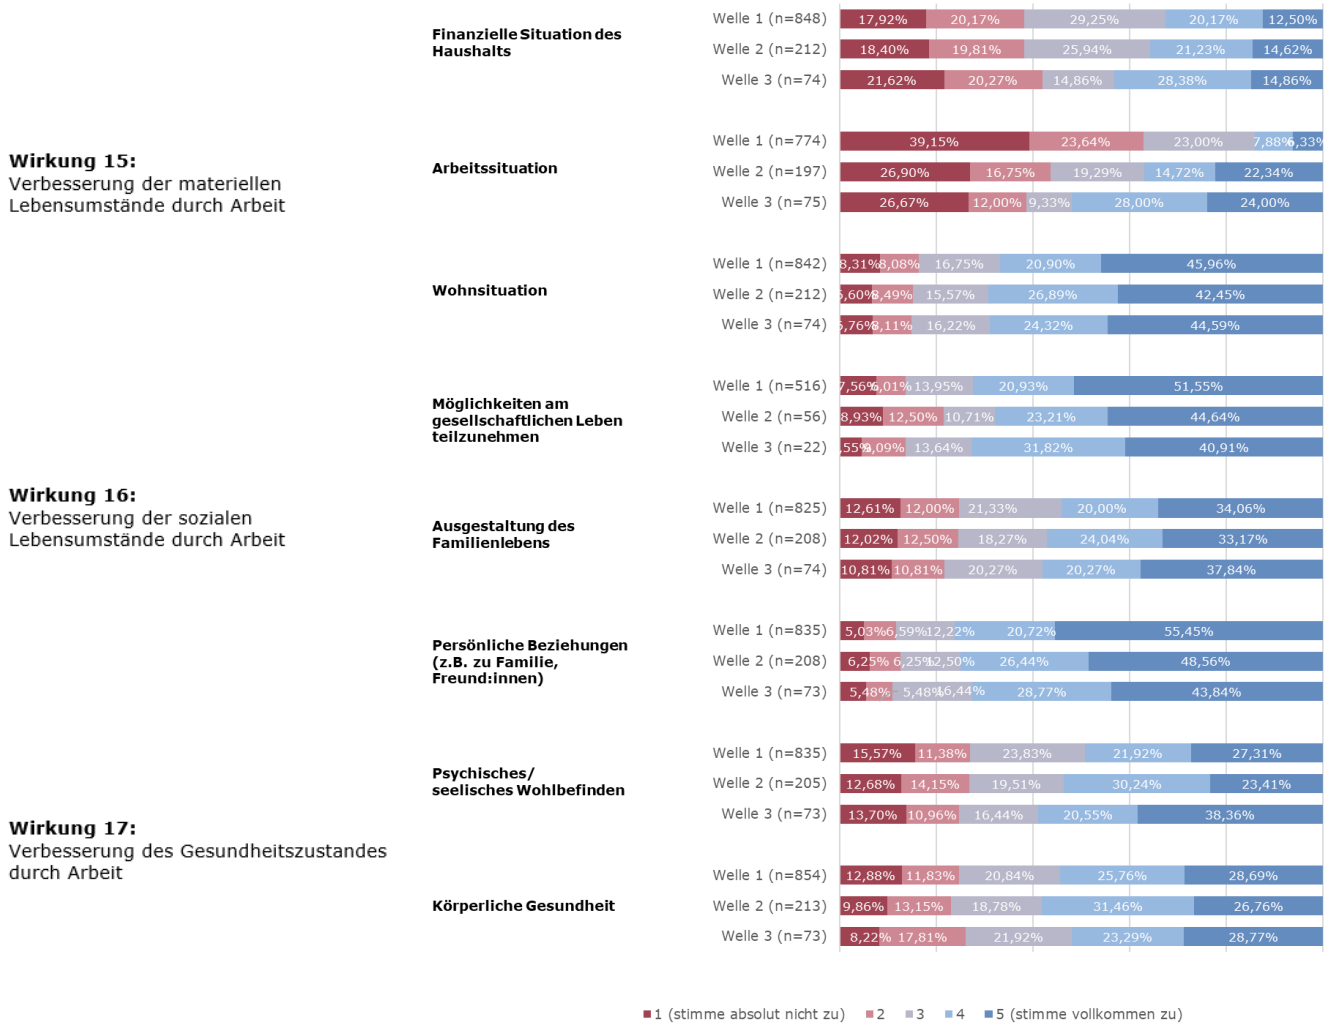 Finanzielle Situation des
Haushalts
Welle 1 (n=848) 17,92% 20,17% 29,25% 20,17% 12,50%
Welle 2 (n=212) 18,40% 19,81% 25,94% 21,23% 14,62%
Welle 3 (n=74) 21,62% 20,27% 14,86% 28,38% 14,86%
Wirkung 15:
Verbesserung der materiellen
Lebensumstände durch Arbeit
Arbeitssituation
Welle 1 (n=774) 39,15% 23,64% 23,00% 7,88% 6,33%
Welle 2 (n=197) 26,90% 16,75% 19,29% 14,72% 22,34%
Welle 3 (n=75) 26,67% 12,00% 9,33% 28,00% 24,00%
Wohnsituation
Welle 1 (n=842) 8,31% 8,08% 16,75% 20,90% 45,96%
Welle 2 (n=212) 6,60% 8,49% 15,57% 26,89% 42,45%
Welle 3 (n=74) 6,76% 8,11% 16,22% 24,32% 44,59%
Möglichkeiten am
gesellschaftlichen Leben
teilzunehmen
Welle 1 (n=516) 7,56% 6,01% 13,95% 20,93% 51,55%
Welle 2 (n=56) 8,93% 12,50% 10,71% 23,21% 44,64%
Welle 3 (n=22) ,55% 9,09% 13,64% 31,82% 40,91%
Wirkung 16:
Verbesserung der sozialen
Lebensumstände durch Arbeit
Ausgestaltung des
Familienlebens
Welle 1 (n=825) 12,61% 12,00% 21,33% 20,00% 34,06%
Welle 2 (n=208) 12,02% 12,50% 18,27% 24,04% 33,17%
Welle 3 (n=74) 10,81% 10,81% 20,27% 20,27% 37,84%
Persönliche Beziehungen
(z.B. zu Familie,
Freund:innen)
Welle 1 (n=835) 5,03% 6,59% 12,22% 20,72% 55,45%
Welle 2 (n=208) 6,25% 6,25% 12,50% 26,44% 48,56%
Welle 3 (n=73) 5,48% 5,48% 16,44% 28,77% 43,84%
Psychisches/
seelisches Wohlbefinden
Welle 1 (n=835) 15,57% 11,38% 23,83% 21,92% 27,31%
Welle 2 (n=205) 12,68% 14,15% 19,51% 30,24% 23,41%
Welle 3 (n=73) 13,70% 10,96% 16,44% 20,55% 38,36%
Wirkung 17:
Verbesserung des Gesundheitszustandes
durch Arbeit
Körperliche Gesundheit
Welle 1 (n=854) 12,88% 11,83% 20,84% 25,76% 28,69%
Welle 2 (n=213) 9,86% 13,15% 18,78% 31,46% 26,76%
Welle 3 (n=73) 8,22% 17,81% 21,92% 23,29% 28,77%
1 (stimme absolut nicht zu) 2 3 4 5 (stimme vollkommen zu)